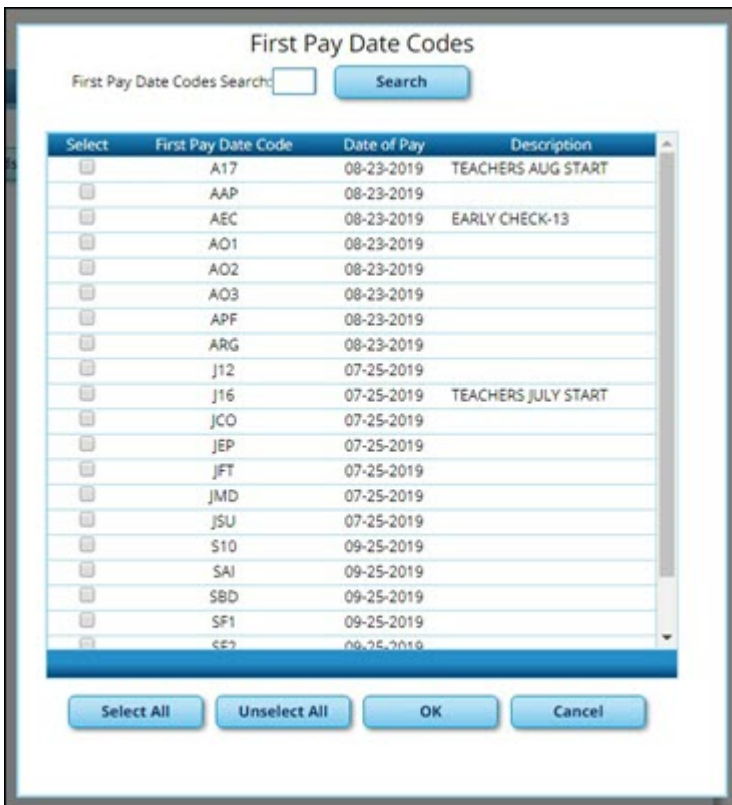 First Pay Date Codes
First Pay Date Codes Search: Search
Select First Pay Date Code Date of Pay Description
A17 08-23-2019 TEACHERS AUG START
AAP 08-23-2019
AEC 08-23-2019 EARLY CHECK-13
AO1 08-23-2019
AO2 08-23-2019
AO3 08-23-2019
APF 08-23-2019
ARG 08-23-2019
J12 07-25-2019
J16 07-25-2019 TEACHERS JULY START
JCO 07-25-2019
JEP 07-25-2019
JFT 07-25-2019
JMD 07-25-2019
JSU 07-25-2019
S10 09-25-2019
SAI 09-25-2019
SBD 09-25-2019
SF1 09-25-2019
SF2 09-25-2019
Select All Unselect All OK Cancel